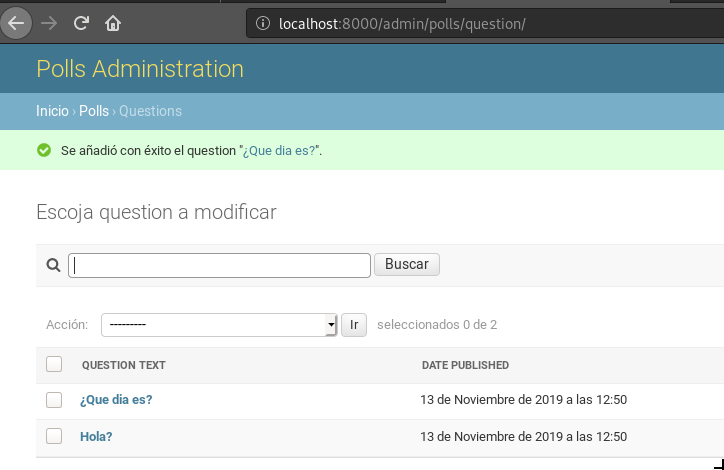 localhost:8000/admin/polls/question/
Polls Administration
Inicio › Polls › Questions
Se añadió con éxito el question "¿Que dia es?".
Escoja question a modificar
Buscar
Acción: --------- Ir seleccionados 0 de 2
QUESTION TEXT DATE PUBLISHED
¿Que dia es? 13 de Noviembre de 2019 a las 12:50
Hola? 13 de Noviembre de 2019 a las 12:50